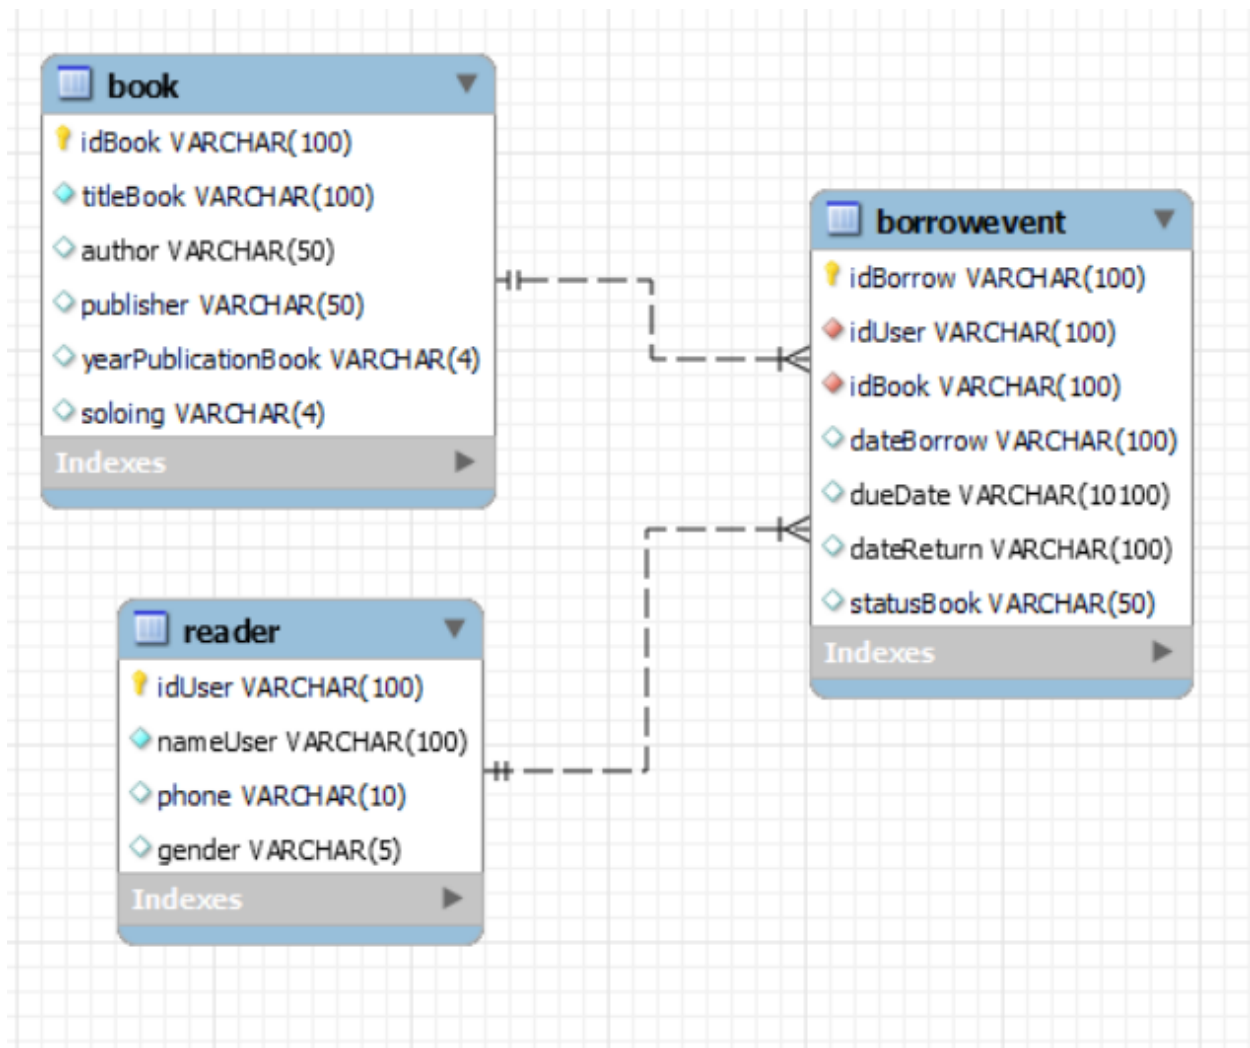 book
idBook VARCHAR(100)
titleBook VARCHAR(100)
author VARCHAR(50)
publisher VARCHAR(50)
yearPublicationBook VARCHAR(4)
soloing VARCHAR(4)
Indexes
borrowevent
idBorrow VARCHAR(100)
idUser VARCHAR(100)
idBook VARCHAR(100)
dateBorrow VARCHAR(100)
dueDate VARCHAR(10100)
dateReturn VARCHAR(100)
statusBook VARCHAR(50)
Indexes
reader
idUser VARCHAR(100)
nameUser VARCHAR(100)
phone VARCHAR(10)
gender VARCHAR(5)
Indexes